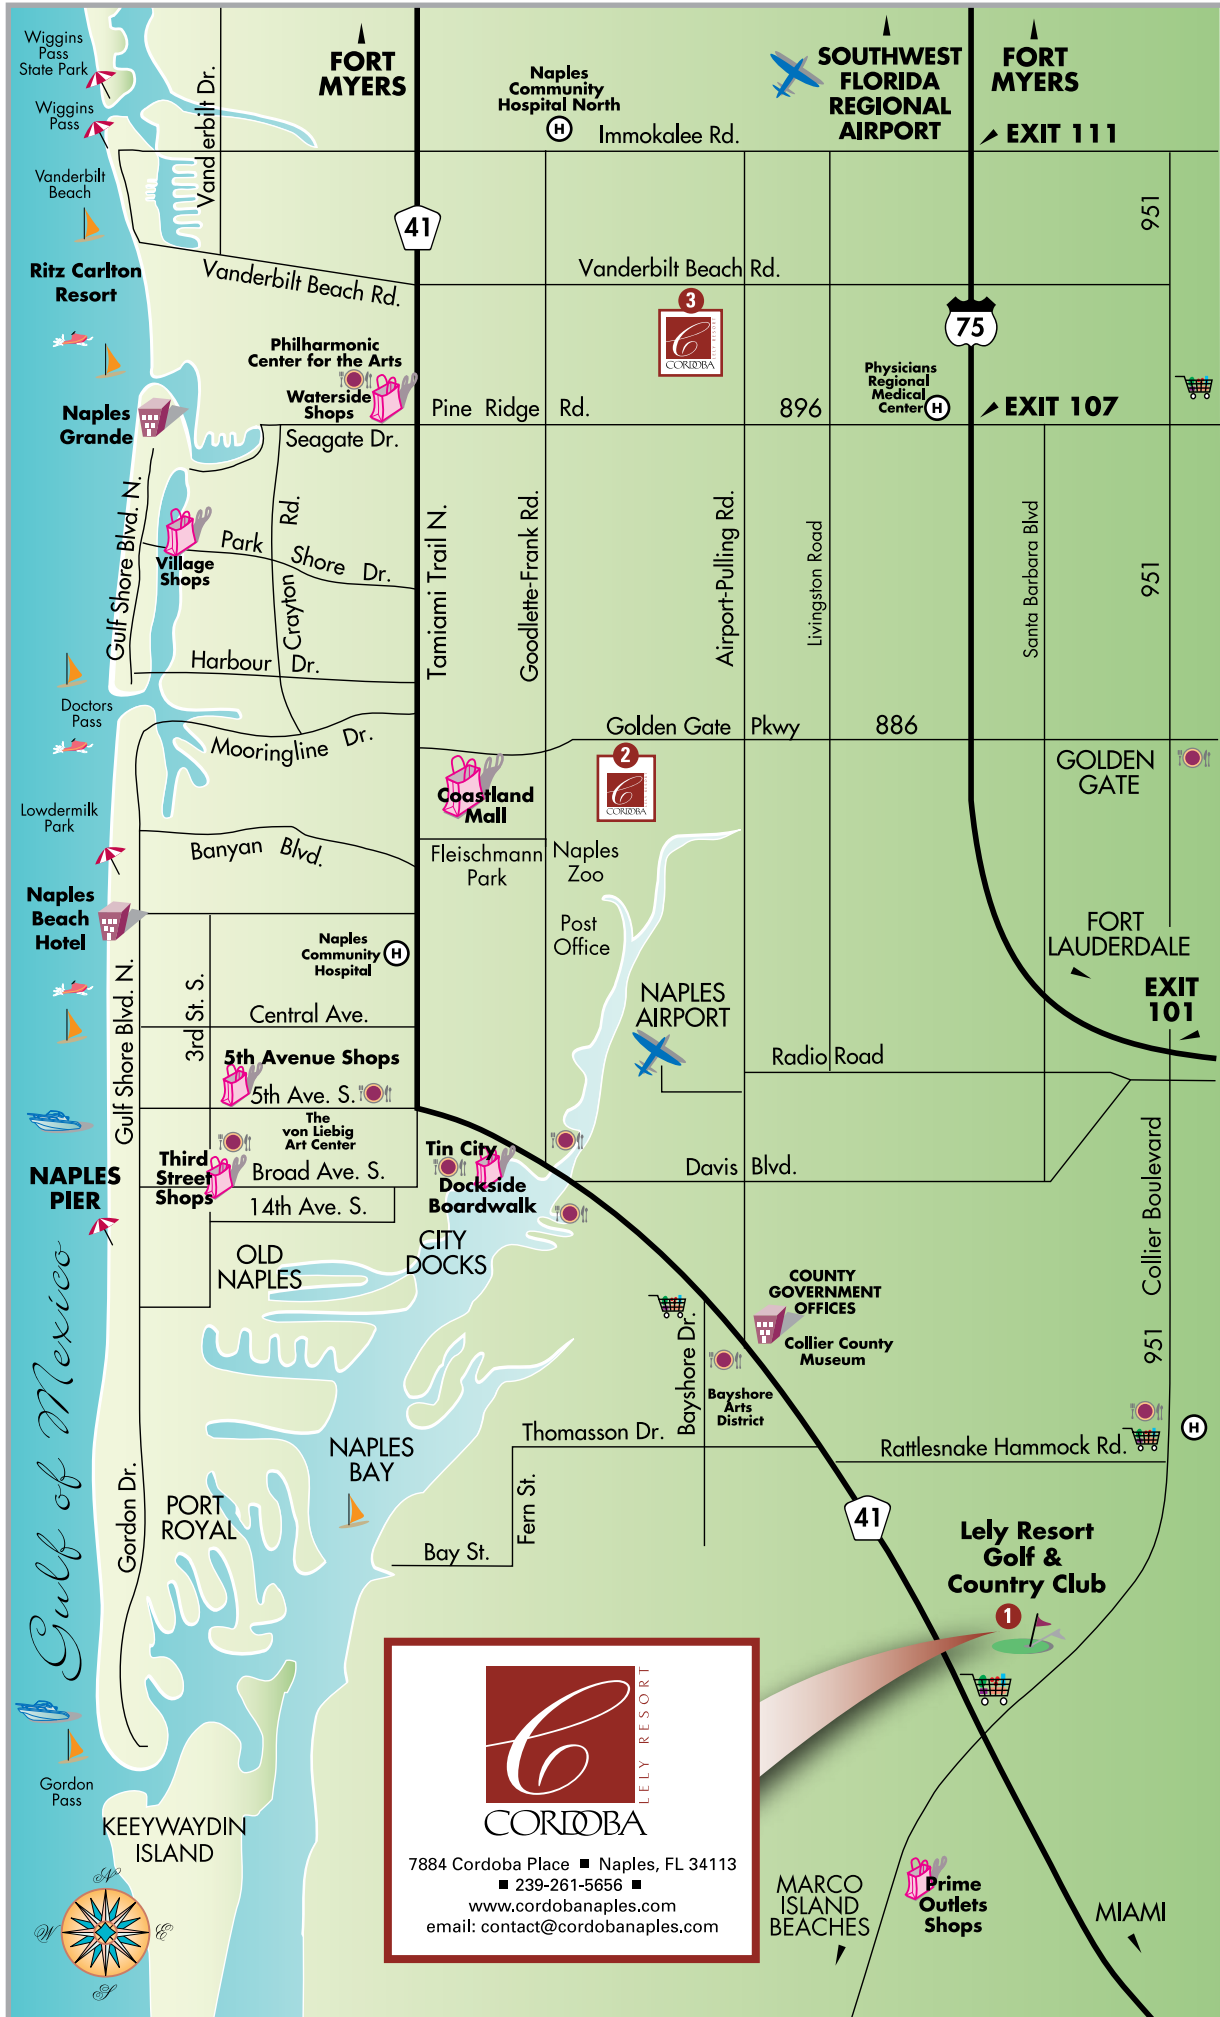 Wiggins
Pass
State Park
Vanderbilt Dr.
FORT
MYERS
Naples
Community
Hospital North
H
SOUTHWEST
FLORIDA
REGIONAL
AIRPORT
FORT
MYERS
Wiggins
Pass
Immokalee Rd.
EXIT 111
Vanderbilt
Beach
951
41
Ritz Carlton
Resort
Vanderbilt Beach Rd.
Vanderbilt Beach Rd.
3
CORDOBA
LELY RESORT
75
Philharmonic
Center for the Arts
Waterside
Shops
Physicians
Regional
Medical
Center
H
Naples
Grande
Pine Ridge Rd.
896
EXIT 107
Seagate Dr.
Gulf Shore Blvd. N.
Village
Shops
Park Shore Dr.
Crayton Rd.
Tamiami Trail N.
Goodlette-Frank Rd.
Airport-Pulling Rd.
Livingston Road
Santa Barbara Blvd
951
Harbour Dr.
Doctors
Pass
Mooringline Dr.
Golden Gate Pkwy
886
2
CORDOBA
LELY RESORT
GOLDEN
GATE
Coastland
Mall
Lowdermilk
Park
Banyan Blvd.
Fleischmann
Park
Naples
Zoo
Naples
Beach
Hotel
Post
Office
FORT
LAUDERDALE
Naples
Community
Hospital
H
EXIT
101
NAPLES
AIRPORT
Gulf Shore Blvd. N.
3rd St. S.
Central Ave.
5th Avenue Shops
5th Ave. S.
Radio Road
The
von Liebig
Art Center
Third
Street
Shops
Broad Ave. S.
Tin City
Dockside
Boardwalk
Davis Blvd.
NAPLES
PIER
14th Ave. S.
Collier Boulevard
951
OLD
NAPLES
CITY
DOCKS
COUNTY
GOVERNMENT
OFFICES
Collier County
Museum
Bayshore Dr.
Bayshore
Arts
District
Gulf of Mexico
Thomasson Dr.
Rattlesnake Hammock Rd.
H
NAPLES
BAY
Gordon Dr.
PORT
ROYAL
Fern St.
Bay St.
41
Lely Resort
Golf &
Country Club
1
LELY RESORT
CORDOBA
7884 Cordoba Place ■ Naples, FL 34113
■ 239-261-5656 ■
www.cordobanaples.com
email: contact@cordobanaples.com
Gordon
Pass
KEEYWAYDIN
ISLAND
N
W
E
S
MARCO
ISLAND
BEACHES
Prime
Outlets
Shops
MIAMI